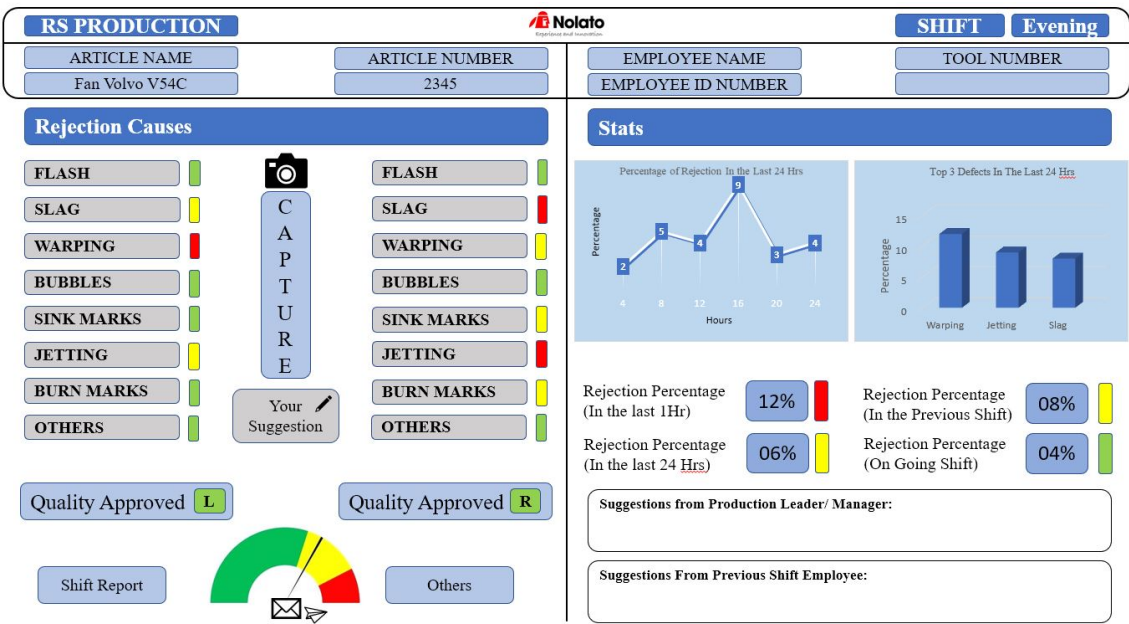 RS PRODUCTION
Nolato
Experience and Innovation
SHIFT
Evening
ARTICLE NAME
ARTICLE NUMBER
EMPLOYEE NAME
TOOL NUMBER
Fan Volvo V54C
2345
EMPLOYEE ID NUMBER
Rejection Causes
FLASH
SLAG
WARPING
BUBBLES
SINK MARKS
JETTING
BURN MARKS
OTHERS
CAPTURE
Your
Suggestion
FLASH
SLAG
WARPING
BUBBLES
SINK MARKS
JETTING
BURN MARKS
OTHERS
Quality Approved L
Quality Approved R
Shift Report
Others
Stats
Percentage of Rejection In the Last 24 Hrs
Percentage
9
5
4
4
3
2
4 8 12 16 20 24
Hours
Top 3 Defects In The Last 24 Hrs
Percentage
15
10
5
0
Warping Jetting Slag
Rejection Percentage
(In the last 1Hr)
12%
Rejection Percentage
(In the Previous Shift)
08%
Rejection Percentage
(In the last 24 Hrs)
06%
Rejection Percentage
(On Going Shift)
04%
Suggestions from Production Leader/ Manager:
Suggestions From Previous Shift Employee: